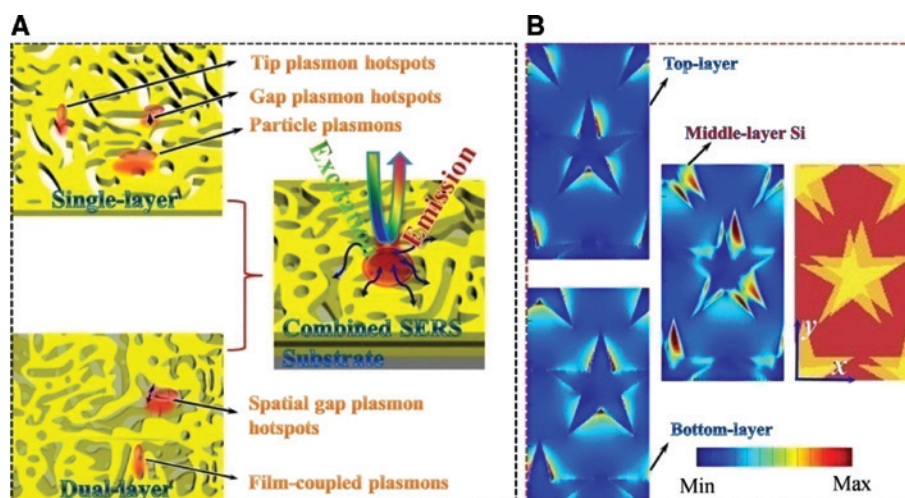 A
Tip plasmon hotspots
Gap plasmon hotspots
Particle plasmons
Single-layer
Emission
Combined SERS
Substrate
Spatial gap plasmon
hotspots
Film-coupled plasmons
Dual-layer
B
Top-layer
Middle-layer Si
y
x
Bottom-layer
Min
Max